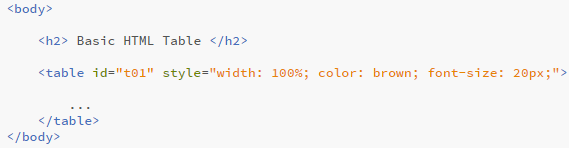 <body>
<h2> Basic HTML Table </h2>
<table id="t01" style="width: 100%; color: brown; font-size: 20px;">
...
</table>
</body>